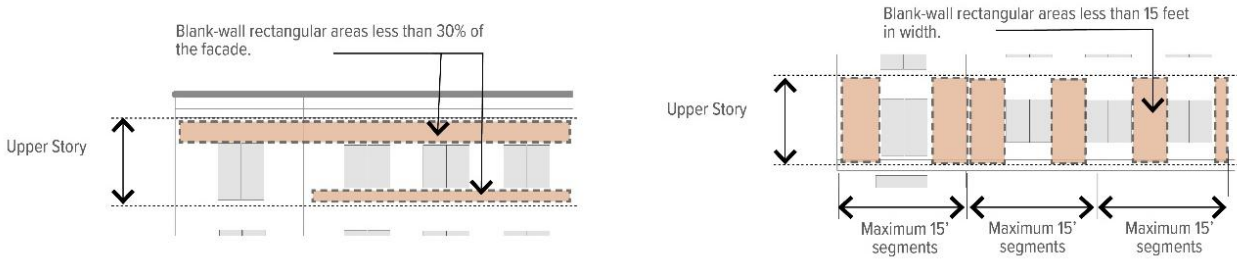 Blank-wall rectangular areas less than 30% of
the facade.
Upper Story
Blank-wall rectangular areas less than 15 feet
in width.
Upper Story
Maximum 15’
segments
Maximum 15’
segments
Maximum 15’
segments